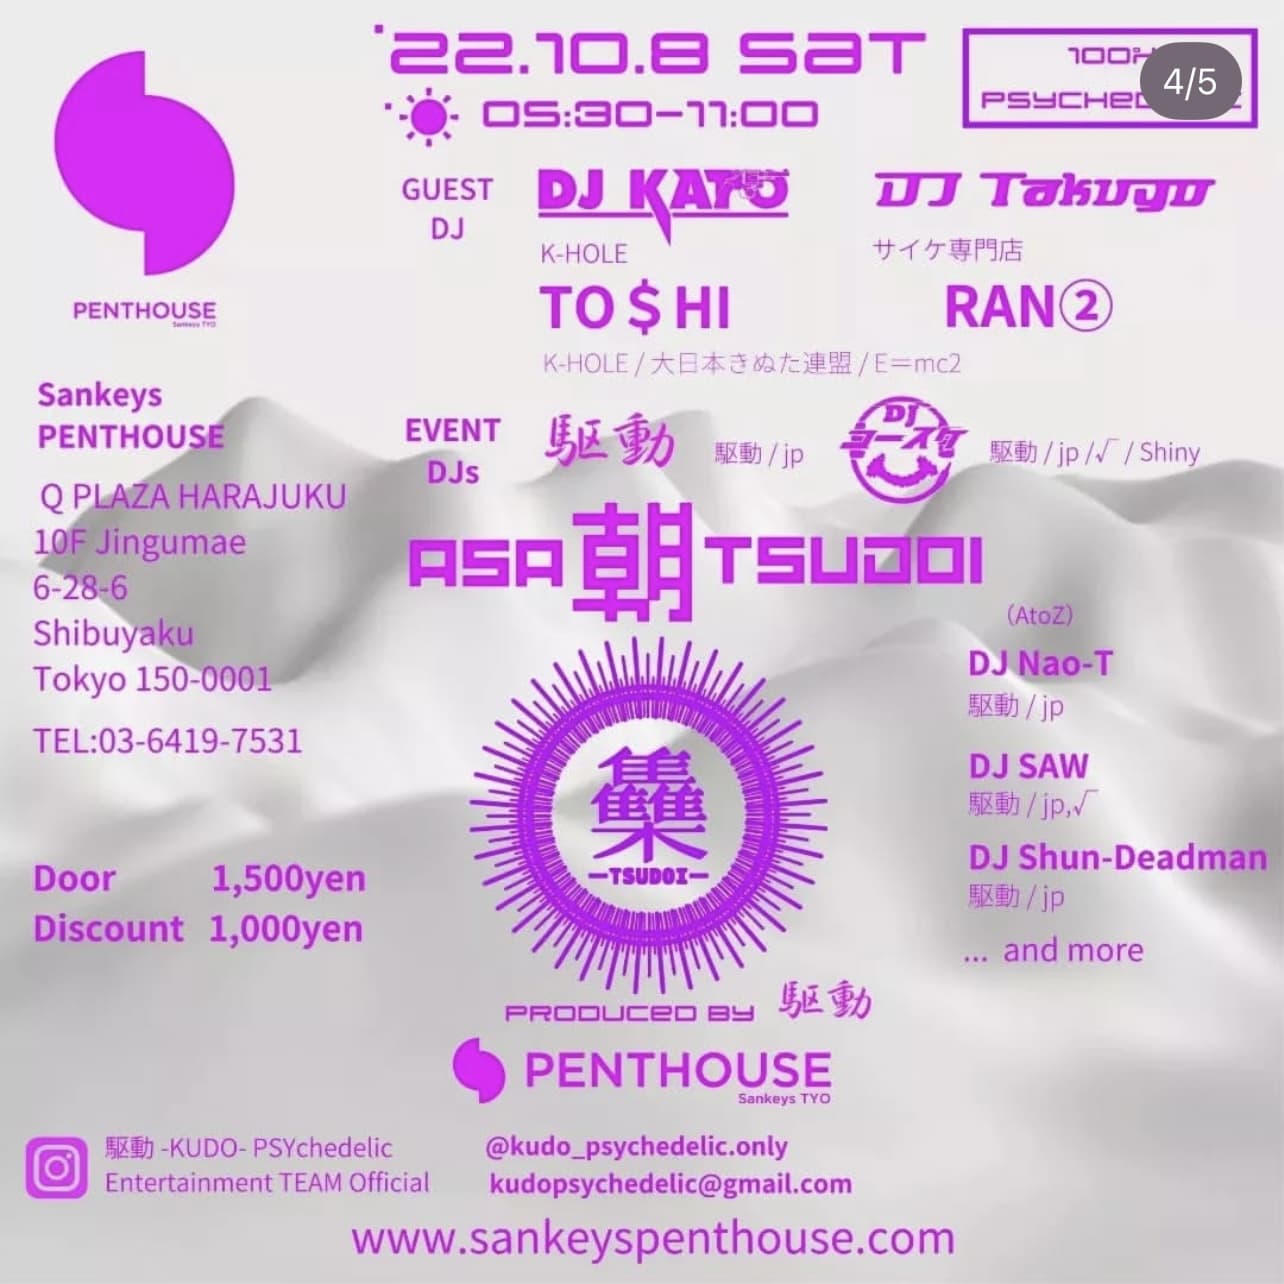 '22.10.8 SAT
05:30-11:00
4/5
PENTHOUSE
Sankeys TYO
GUEST
DJ
DJ KATO
K-HOLE
DJ Takuyo
サイケ専門店
TO$HI
K-HOLE / 大日本きぬた連盟 / E=mc2
RAN②
Sankeys
PENTHOUSE
Q PLAZA HARAJUKU
10F Jingumae
6-28-6
Shibuyaku
Tokyo 150-0001
TEL:03-6419-7531
EVENT
DJs
駆動
駆動 / jp
DJ
ヨースケ
駆動 / jp /√ / Shiny
ASA 朝 TSUDOI
(AtoZ)
DJ Nao-T
駆動 / jp
DJ SAW
駆動 / jp,√
DJ Shun-Deadman
駆動 / jp
... and more
Door 1,500yen
Discount 1,000yen
TSUDOI
PRODUCED BY 駆動
PENTHOUSE
Sankeys TYO
駆動 -KUDO- PSYchedelic
Entertainment TEAM Official
@kudo_psychedelic.only
kudopsychedelic@gmail.com
www.sankeyspenthouse.com